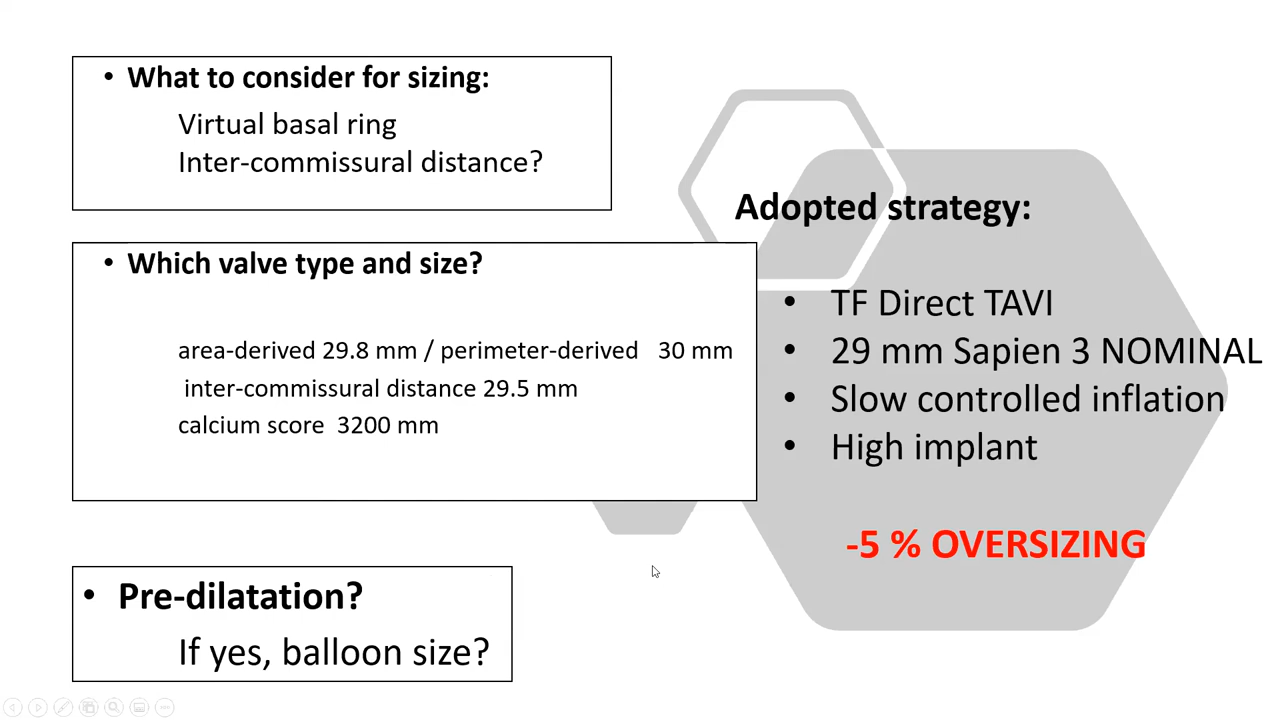 • What to consider for sizing:
Virtual basal ring
Inter-commissural distance?
• Which valve type and size?
area-derived 29.8 mm / perimeter-derived 30 mm
inter-commissural distance 29.5 mm
calcium score 3200 mm
• Pre-dilatation?
If yes, balloon size?
Adopted strategy:
• TF Direct TAVI
• 29 mm Sapien 3 NOMINAL
• Slow controlled inflation
• High implant
-5 % OVERSIZING